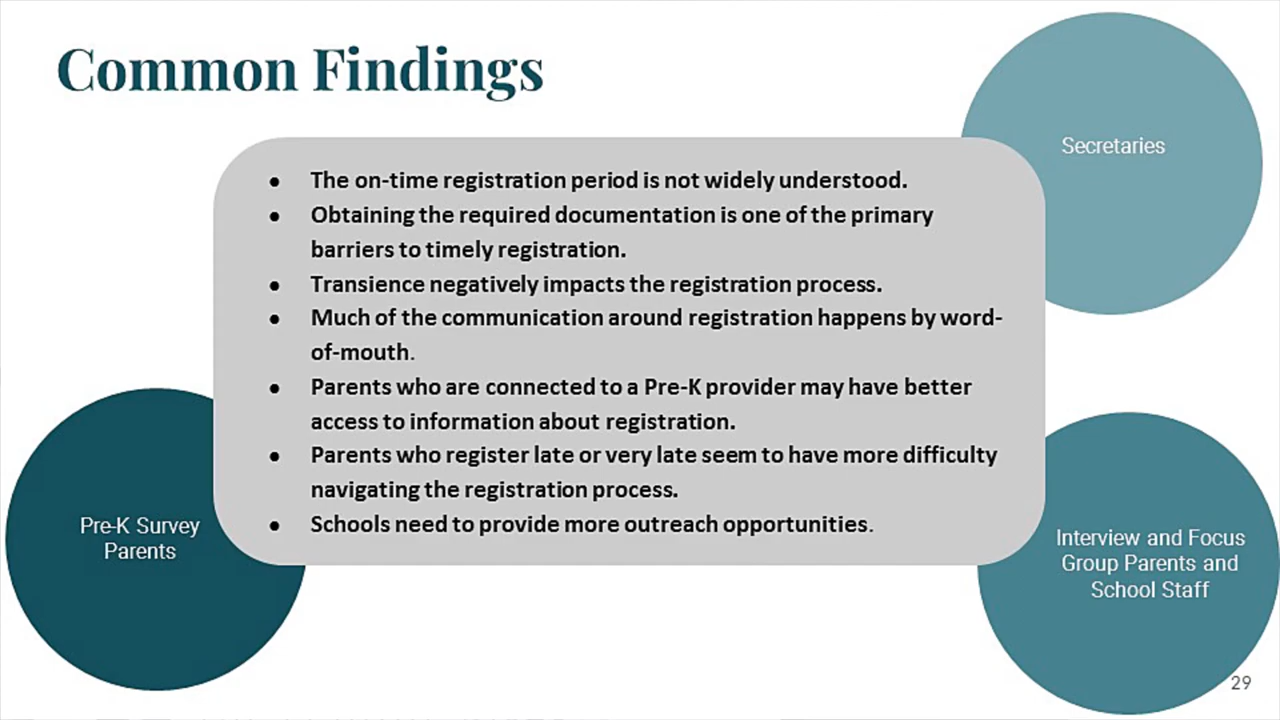 Common Findings
Secretaries
● The on-time registration period is not widely understood.
● Obtaining the required documentation is one of the primary
barriers to timely registration.
● Transience negatively impacts the registration process.
● Much of the communication around registration happens by word-
of-mouth.
● Parents who are connected to a Pre-K provider may have better
access to information about registration.
● Parents who register late or very late seem to have more difficulty
navigating the registration process.
● Schools need to provide more outreach opportunities.
Pre-K Survey
Parents
Interview and Focus
Group Parents and
School Staff
29